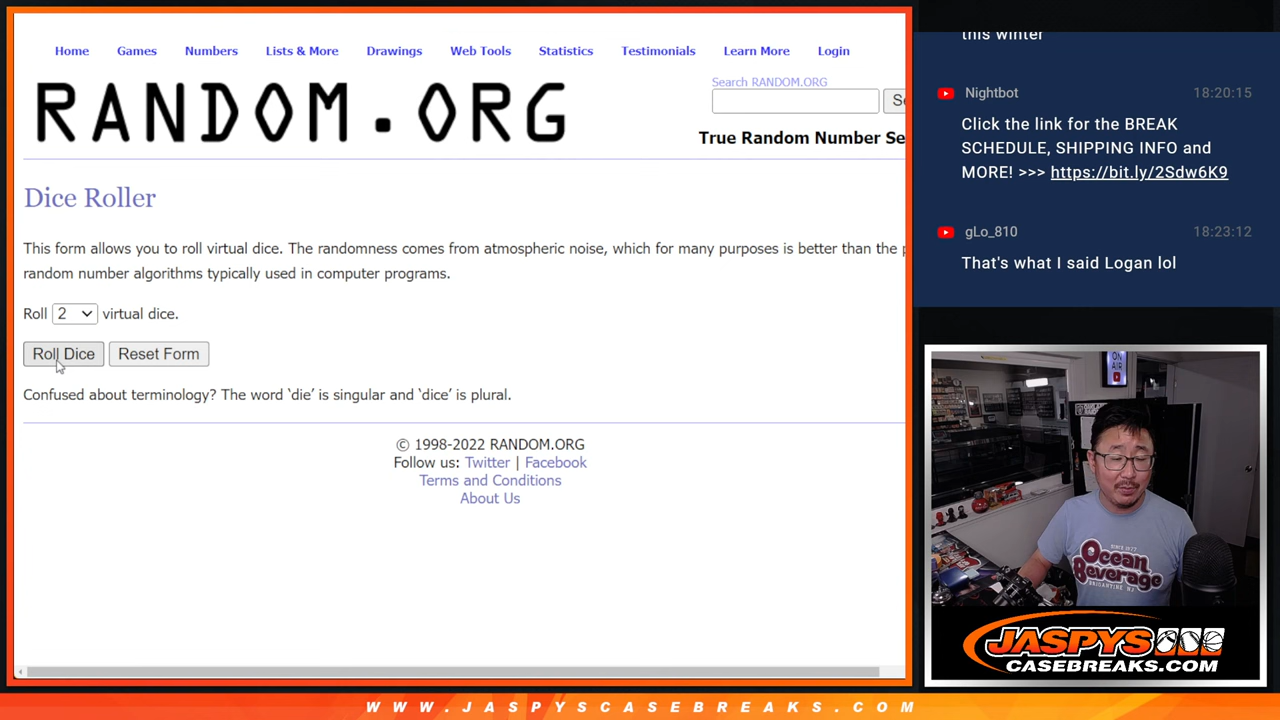 Home Games Numbers Lists & More Drawings Web Tools Statistics Testimonials Learn More Login
RANDOM.ORG
Search RANDOM.ORG
True Random Number Se
Dice Roller
This form allows you to roll virtual dice. The randomness comes from atmospheric noise, which for many purposes is better than the p
random number algorithms typically used in computer programs.
Roll 2 virtual dice.
Roll Dice Reset Form
Confused about terminology? The word ‘die’ is singular and ‘dice’ is plural.
© 1998-2022 RANDOM.ORG
Follow us: Twitter | Facebook
Terms and Conditions
About Us
this winter
Nightbot 18:20:15
Click the link for the BREAK
SCHEDULE, SHIPPING INFO and
MORE! >>> https://bit.ly/2Sdw6K9
gLo_810 18:23:12
That's what I said Logan lol
ON
AIR
Ocean
Beverage
JASPYS
CASEBREAKS.COM
WWW.JASPYSCASEBREAKS.COM